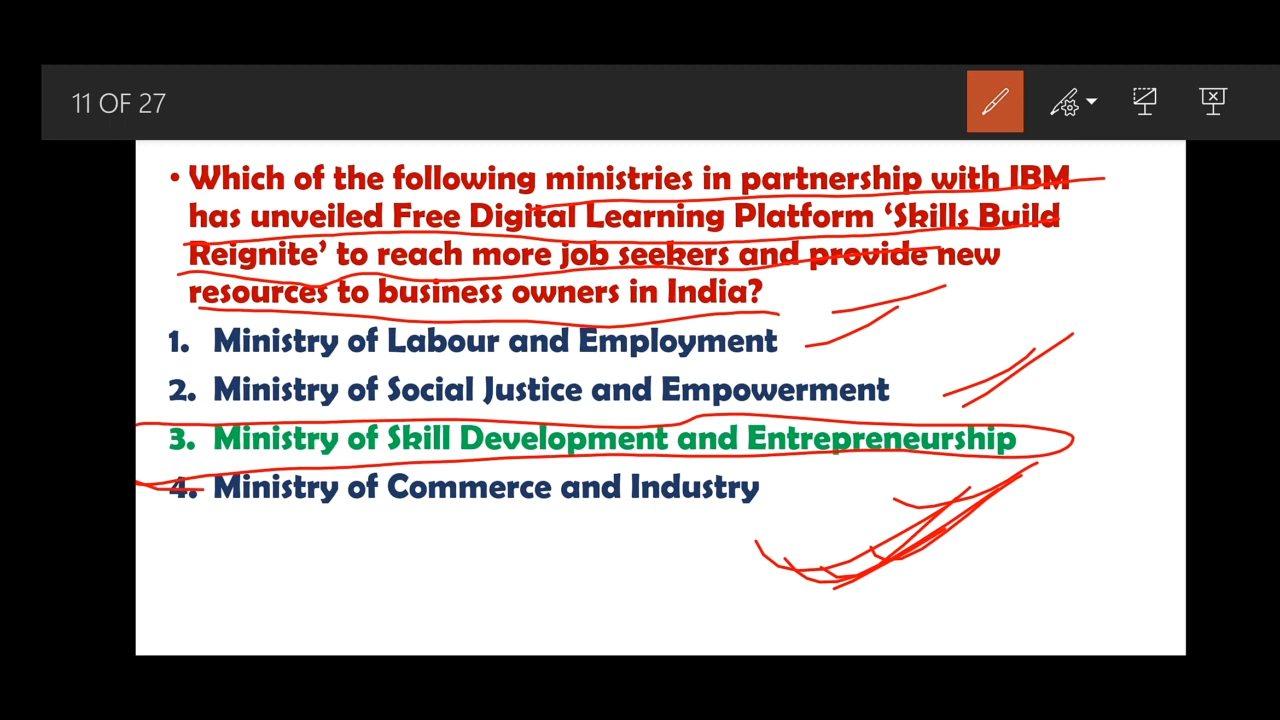 11 OF 27
• Which of the following ministries in partnership with IBM
has unveiled Free Digital Learning Platform ‘Skills Build
Reignite’ to reach more job seekers and provide new
resources to business owners in India?
1. Ministry of Labour and Employment
2. Ministry of Social Justice and Empowerment
3. Ministry of Skill Development and Entrepreneurship
4. Ministry of Commerce and Industry